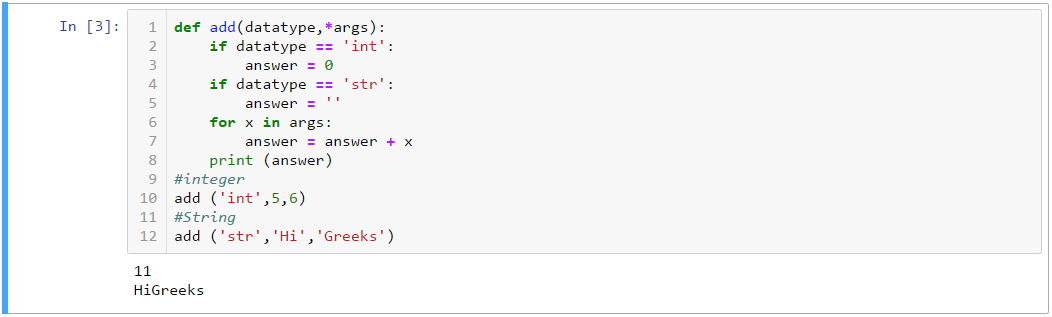 In [3]:
1 def add(datatype,*args):
2     if datatype == 'int':
3         answer = 0
4     if datatype == 'str':
5         answer = ''
6     for x in args:
7         answer = answer + x
8     print (answer)
9 #integer
10 add ('int',5,6)
11 #String
12 add ('str','Hi','Greeks')
11
HiGreeks